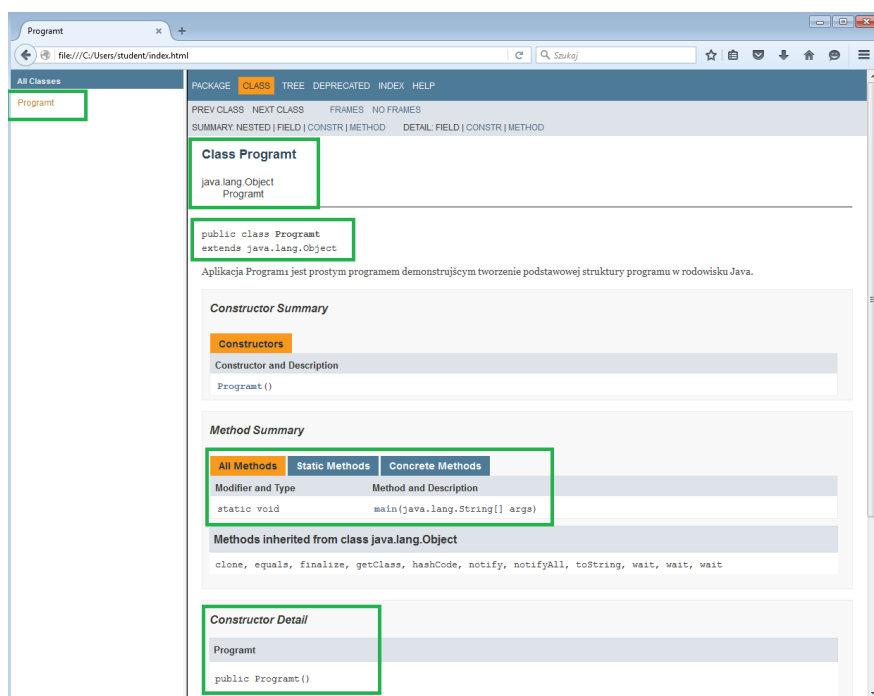 Programt
file:///C:/Users/student/index.html
Szukaj
All Classes
Programt
PACKAGE CLASS TREE DEPRECATED INDEX HELP
PREV CLASS NEXT CLASS FRAMES NO FRAMES
SUMMARY: NESTED | FIELD | CONSTR | METHOD DETAIL: FIELD | CONSTR | METHOD
Class Programt
java.lang.Object
Programt
public class Programt
extends java.lang.Object
Aplikacja Program1 jest prostym programem demonstrujšcym tworzenie podstawowej struktury programu w rodowisku Java.
Constructor Summary
Constructors
Constructor and Description
Programt()
Method Summary
All Methods Static Methods Concrete Methods
Modifier and Type Method and Description
static void main(java.lang.String[] args)
Methods inherited from class java.lang.Object
clone, equals, finalize, getClass, hashCode, notify, notifyAll, toString, wait, wait, wait
Constructor Detail
Programt
public Programt()